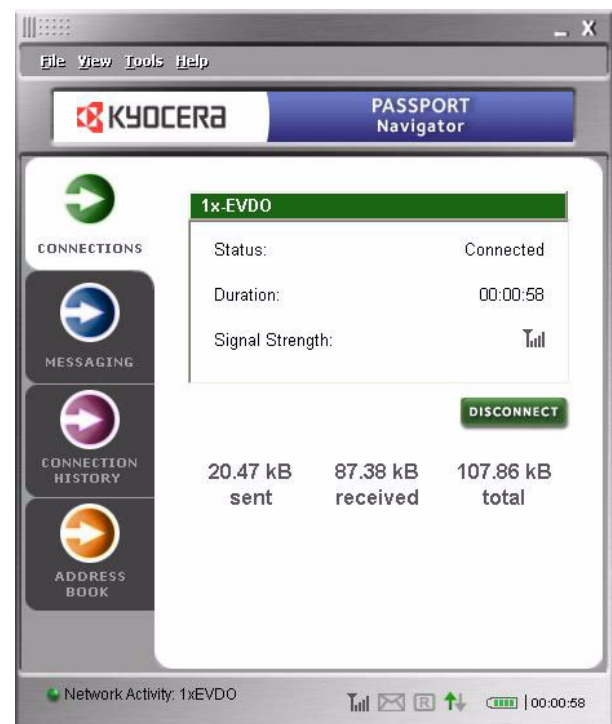 X
File View Tools Help
KYOCERA
PASSPORT
Navigator
1x-EVDO
CONNECTIONS
Status: Connected
Duration: 00:00:58
Signal Strength:
MESSAGING
DISCONNECT
CONNECTION
HISTORY
20.47 kB 87.38 kB 107.86 kB
sent received total
ADDRESS
BOOK
Network Activity: 1xEVDO
R
00:00:58